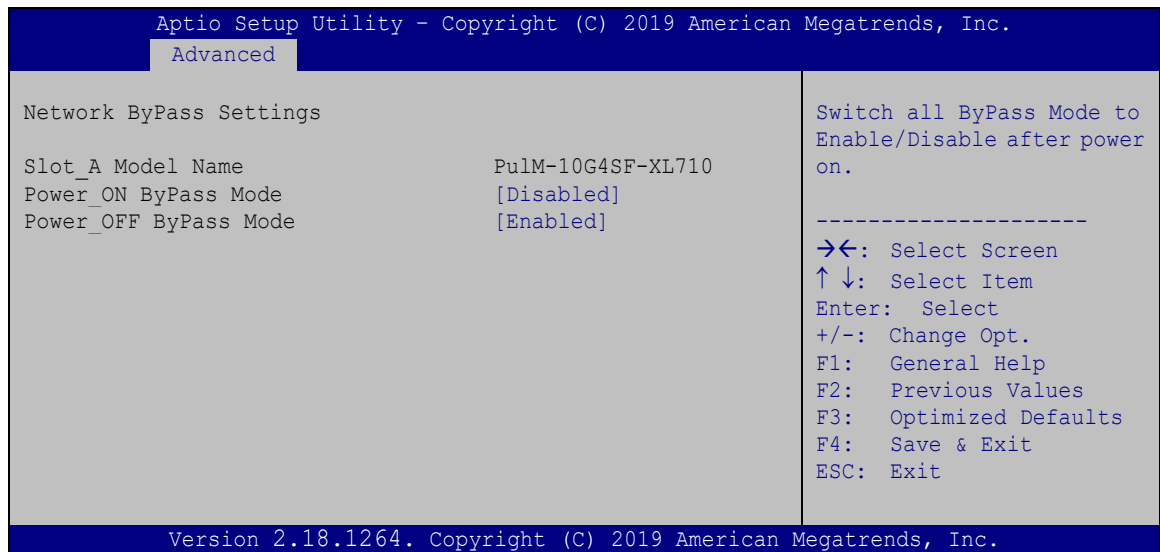 Aptio Setup Utility – Copyright (C) 2019 American Megatrends, Inc.
Advanced
Network ByPass Settings
Slot_A Model Name PulM-10G4SF-XL710
Power_ON ByPass Mode [Disabled]
Power_OFF ByPass Mode [Enabled]
Switch all ByPass Mode to
Enable/Disable after power
on.
---------------------
→←: Select Screen
↑ ↓: Select Item
Enter: Select
+/-: Change Opt.
F1: General Help
F2: Previous Values
F3: Optimized Defaults
F4: Save & Exit
ESC: Exit
Version 2.18.1264. Copyright (C) 2019 American Megatrends, Inc.